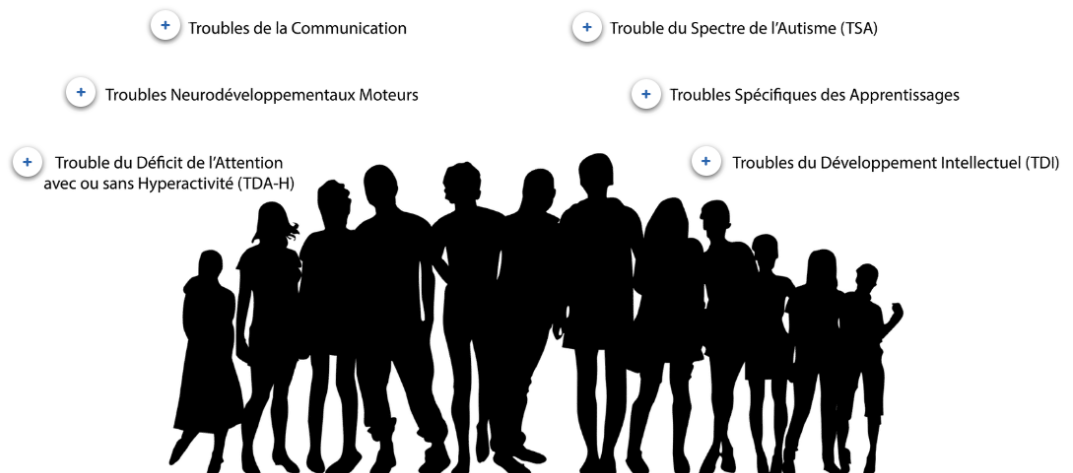 Troubles de la Communication
Trouble du Spectre de l'Autisme (TSA)
Troubles Neurodéveloppementaux Moteurs
Troubles Spécifiques des Apprentissages
Trouble du Déficit de l'Attention
avec ou sans Hyperactivité (TDA-H)
Troubles du Développement Intellectuel (TDI)